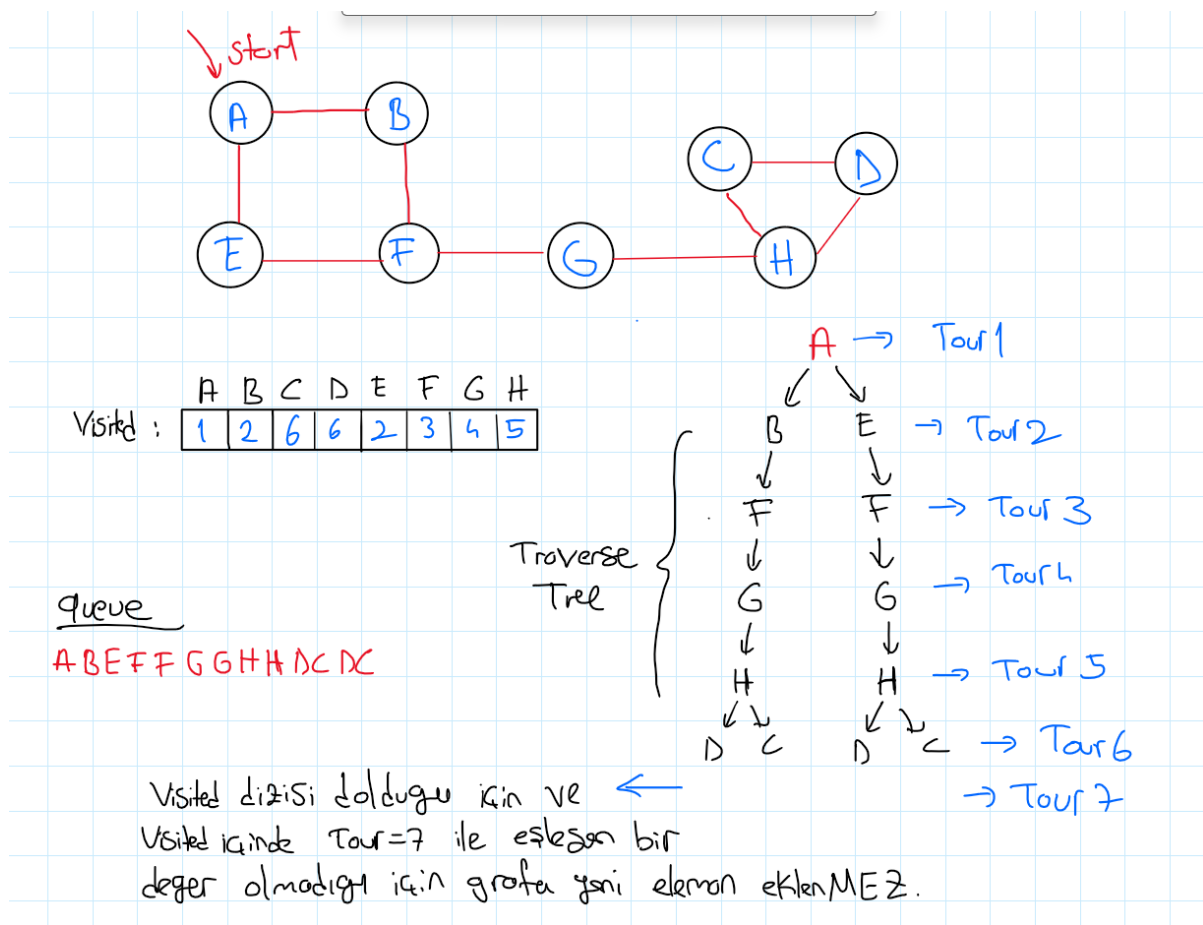 start
A B
C D
E F G H
A → Tour 1
A B C D E F G H
Visited : 1 2 6 6 2 3 4 5
B E → Tour 2
F F → Tour 3
Traverse
Tree
G G → Tour 4
queue
A B E F F G G H H D C D C
H H → Tour 5
D C D C → Tour 6
→ Tour 7
Visited dizisi dolduğu için ve ←
Visited içinde Tour=7 ile eşleşen bir
değer olmadığı için grafa yeni eleman eklenMEZ.